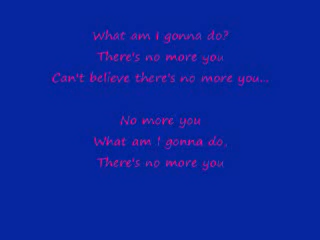 What am I gonna do?
There's no more you
Can't believe there's no more you...
No more you
What am I gonna do,
There's no more you